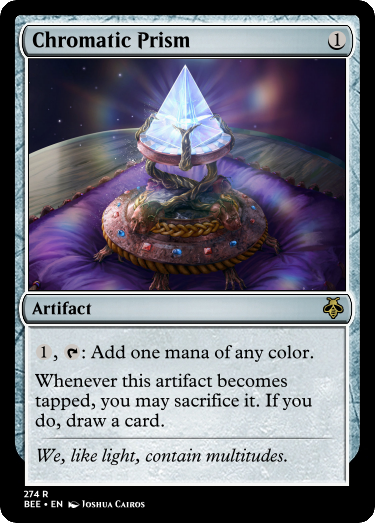 Chromatic Prism 1
Artifact
1, : Add one mana of any color.
Whenever this artifact becomes
tapped, you may sacrifice it. If you
do, draw a card.
We, like light, contain multitudes.
274 R
BEE • EN Joshua Cairos